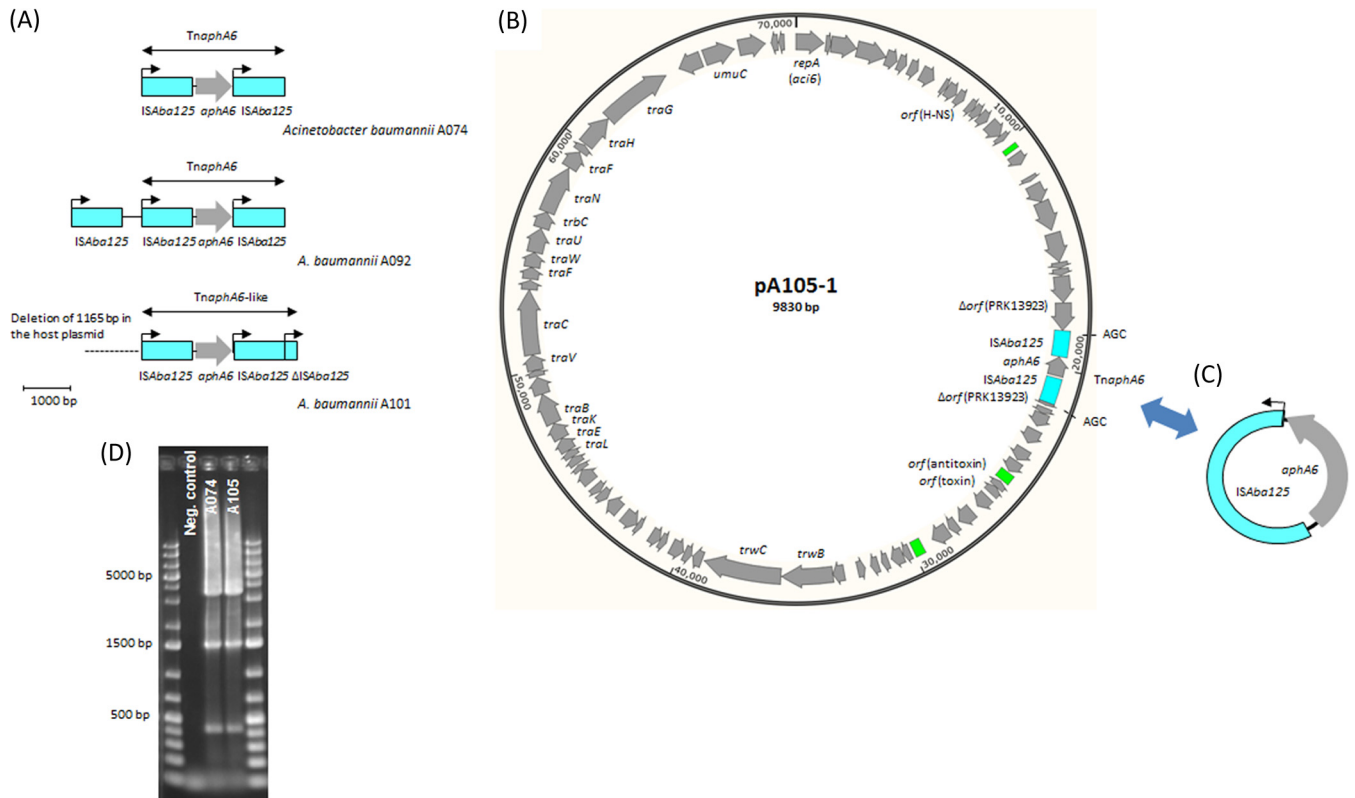 (A)
TnaphA6
ISAba125 aphA6 ISAba125
Acinetobacter baumannii A074
TnaphA6
ISAba125 ISAba125 aphA6 ISAba125
A. baumannii A092
TnaphA6-like
Deletion of 1165 bp in
the host plasmid
ISAba125 aphA6 ISAba125 ΔISAba125
1000 bp
A. baumannii A101
(B)
70,000
repA
(aci6)
umuC
traG
orf(H-NS)
10,000
60,000
traH
traF
traN
trbC
traU
traW
traF
traC
traV
50,000
traB
traK
traE
traL
pA105-1
9830 bp
Δorf(PRK13923)
AGC
ISAba125
aphA6
20,000
ISAba125
TnaphA6
Δorf(PRK13923)
AGC
orf(antitoxin)
orf(toxin)
trwC
trwB
40,000
30,000
(C)
aphA6
ISAba125
(D)
Neg. control
A074
A105
5000 bp
1500 bp
500 bp